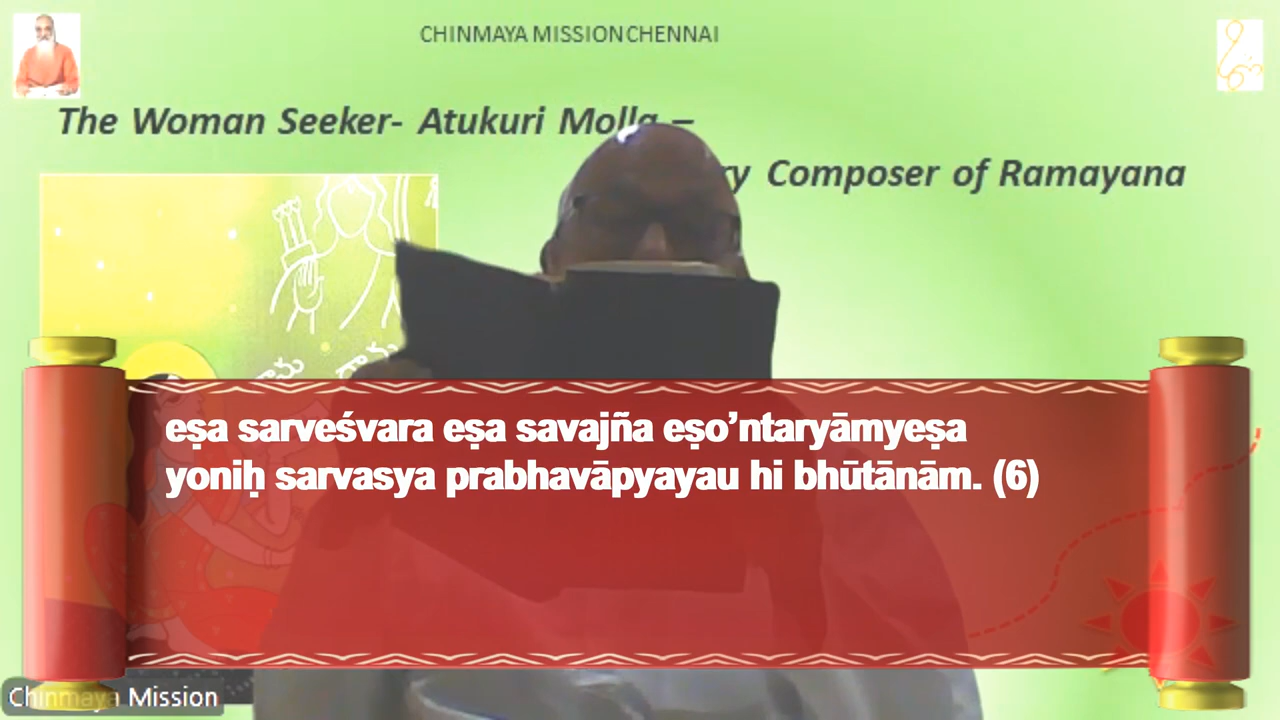 CHINMAYA MISSION CHENNAI
The Woman Seeker- Atukuri Molla –
Composer of Ramayana
eṣa sarveśvara eṣa savajña eṣo’ntaryāmyeṣa
yoniḥ sarvasya prabhavāpyayau hi bhūtānām. (6)
Chinmaya Mission